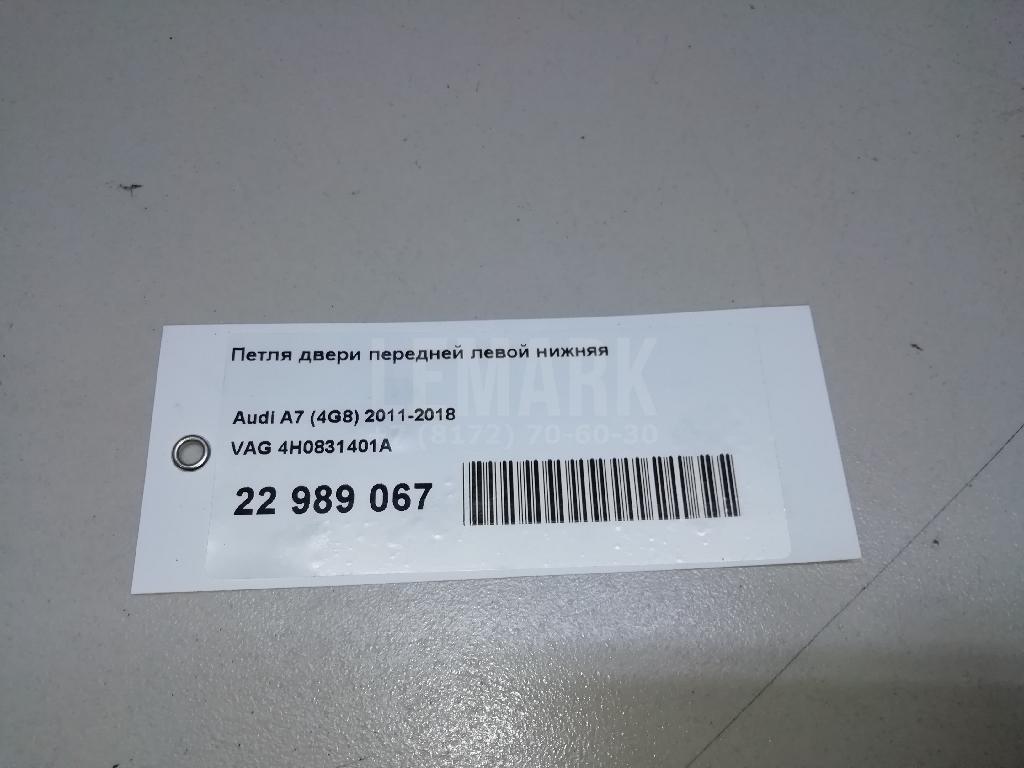 Петля двери передней левой нижняя
LEMARK
Audi A7 (4G8) 2011-2018
(8172) 70-60-30
VAG 4H0831401A
22 989 067